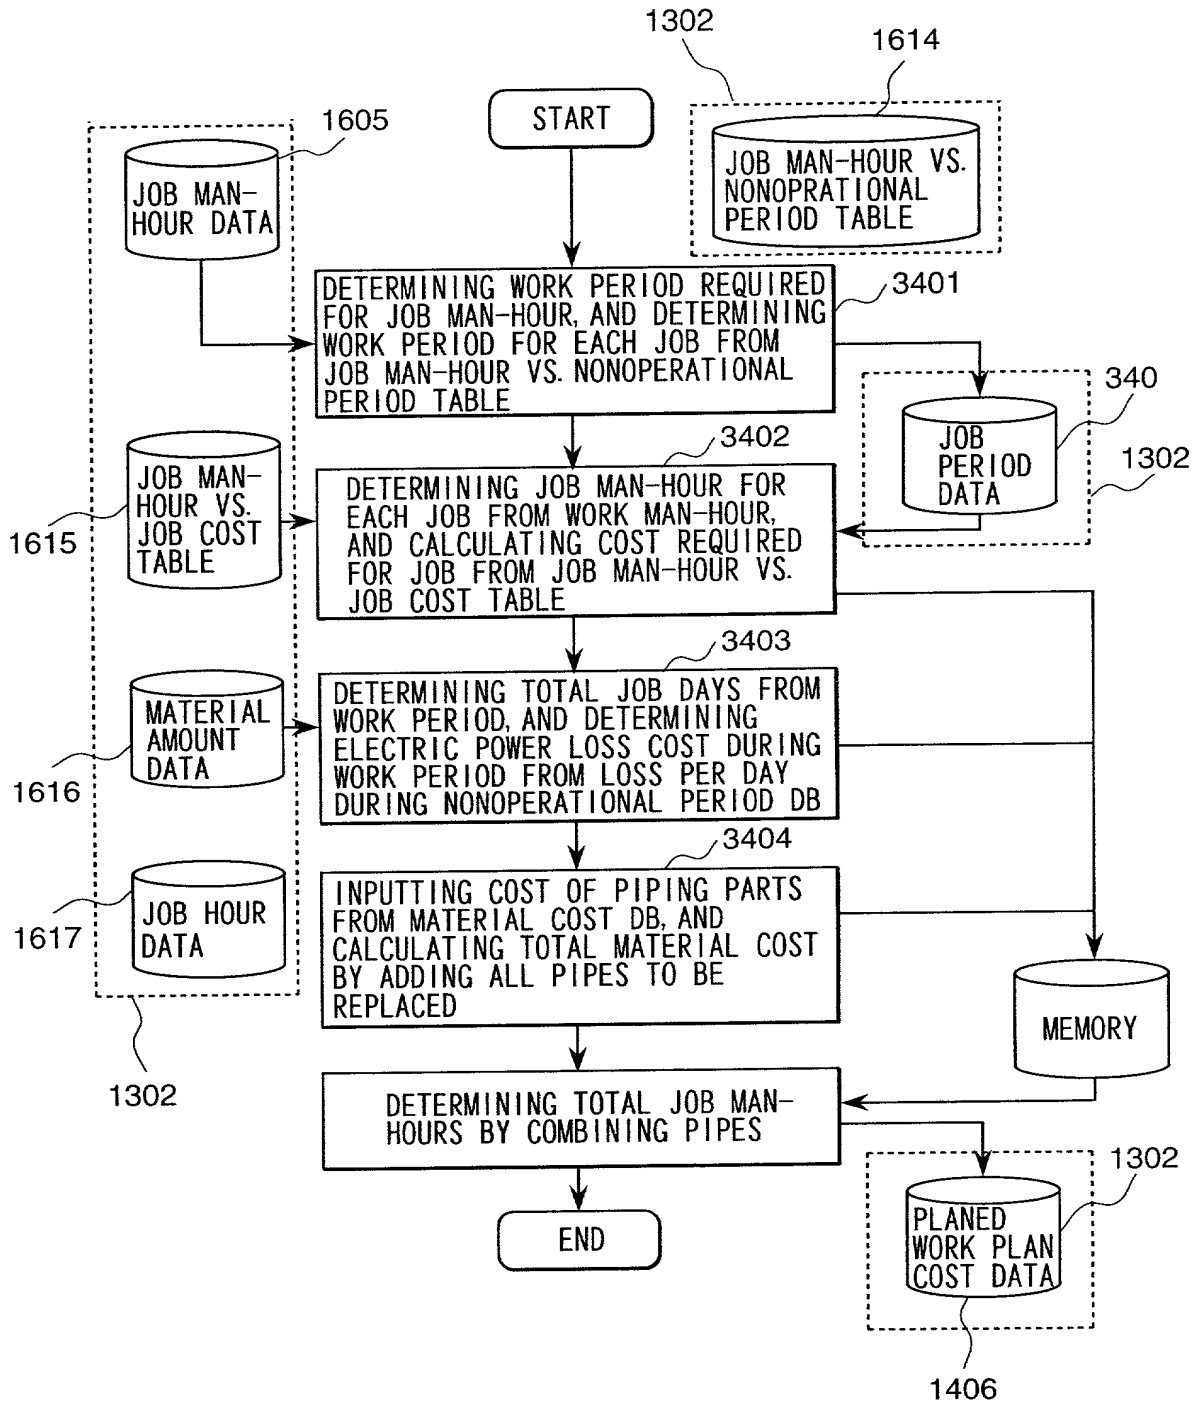 1302
1614
START
JOB MAN-HOUR VS.
NONOPRATIONAL
PERIOD TABLE
1605
JOB MAN-
HOUR DATA
3401
DETERMINING WORK PERIOD REQUIRED
FOR JOB MAN-HOUR, AND DETERMINING
WORK PERIOD FOR EACH JOB FROM
JOB MAN-HOUR VS. NONOPERATIONAL
PERIOD TABLE
340
JOB
PERIOD
DATA
1302
3402
JOB MAN-
HOUR VS.
JOB COST
TABLE
1615
DETERMINING JOB MAN-HOUR FOR
EACH JOB FROM WORK MAN-HOUR,
AND CALCULATING COST REQUIRED
FOR JOB FROM JOB MAN-HOUR VS.
JOB COST TABLE
3403
MATERIAL
AMOUNT
DATA
1616
DETERMINING TOTAL JOB DAYS FROM
WORK PERIOD, AND DETERMINING
ELECTRIC POWER LOSS COST DURING
WORK PERIOD FROM LOSS PER DAY
DURING NONOPERATIONAL PERIOD DB
3404
JOB HOUR
DATA
1617
INPUTTING COST OF PIPING PARTS
FROM MATERIAL COST DB, AND
CALCULATING TOTAL MATERIAL COST
BY ADDING ALL PIPES TO BE
REPLACED
MEMORY
1302
DETERMINING TOTAL JOB MAN-
HOURS BY COMBINING PIPES
1302
PLANED
WORK PLAN
COST DATA
END
1406